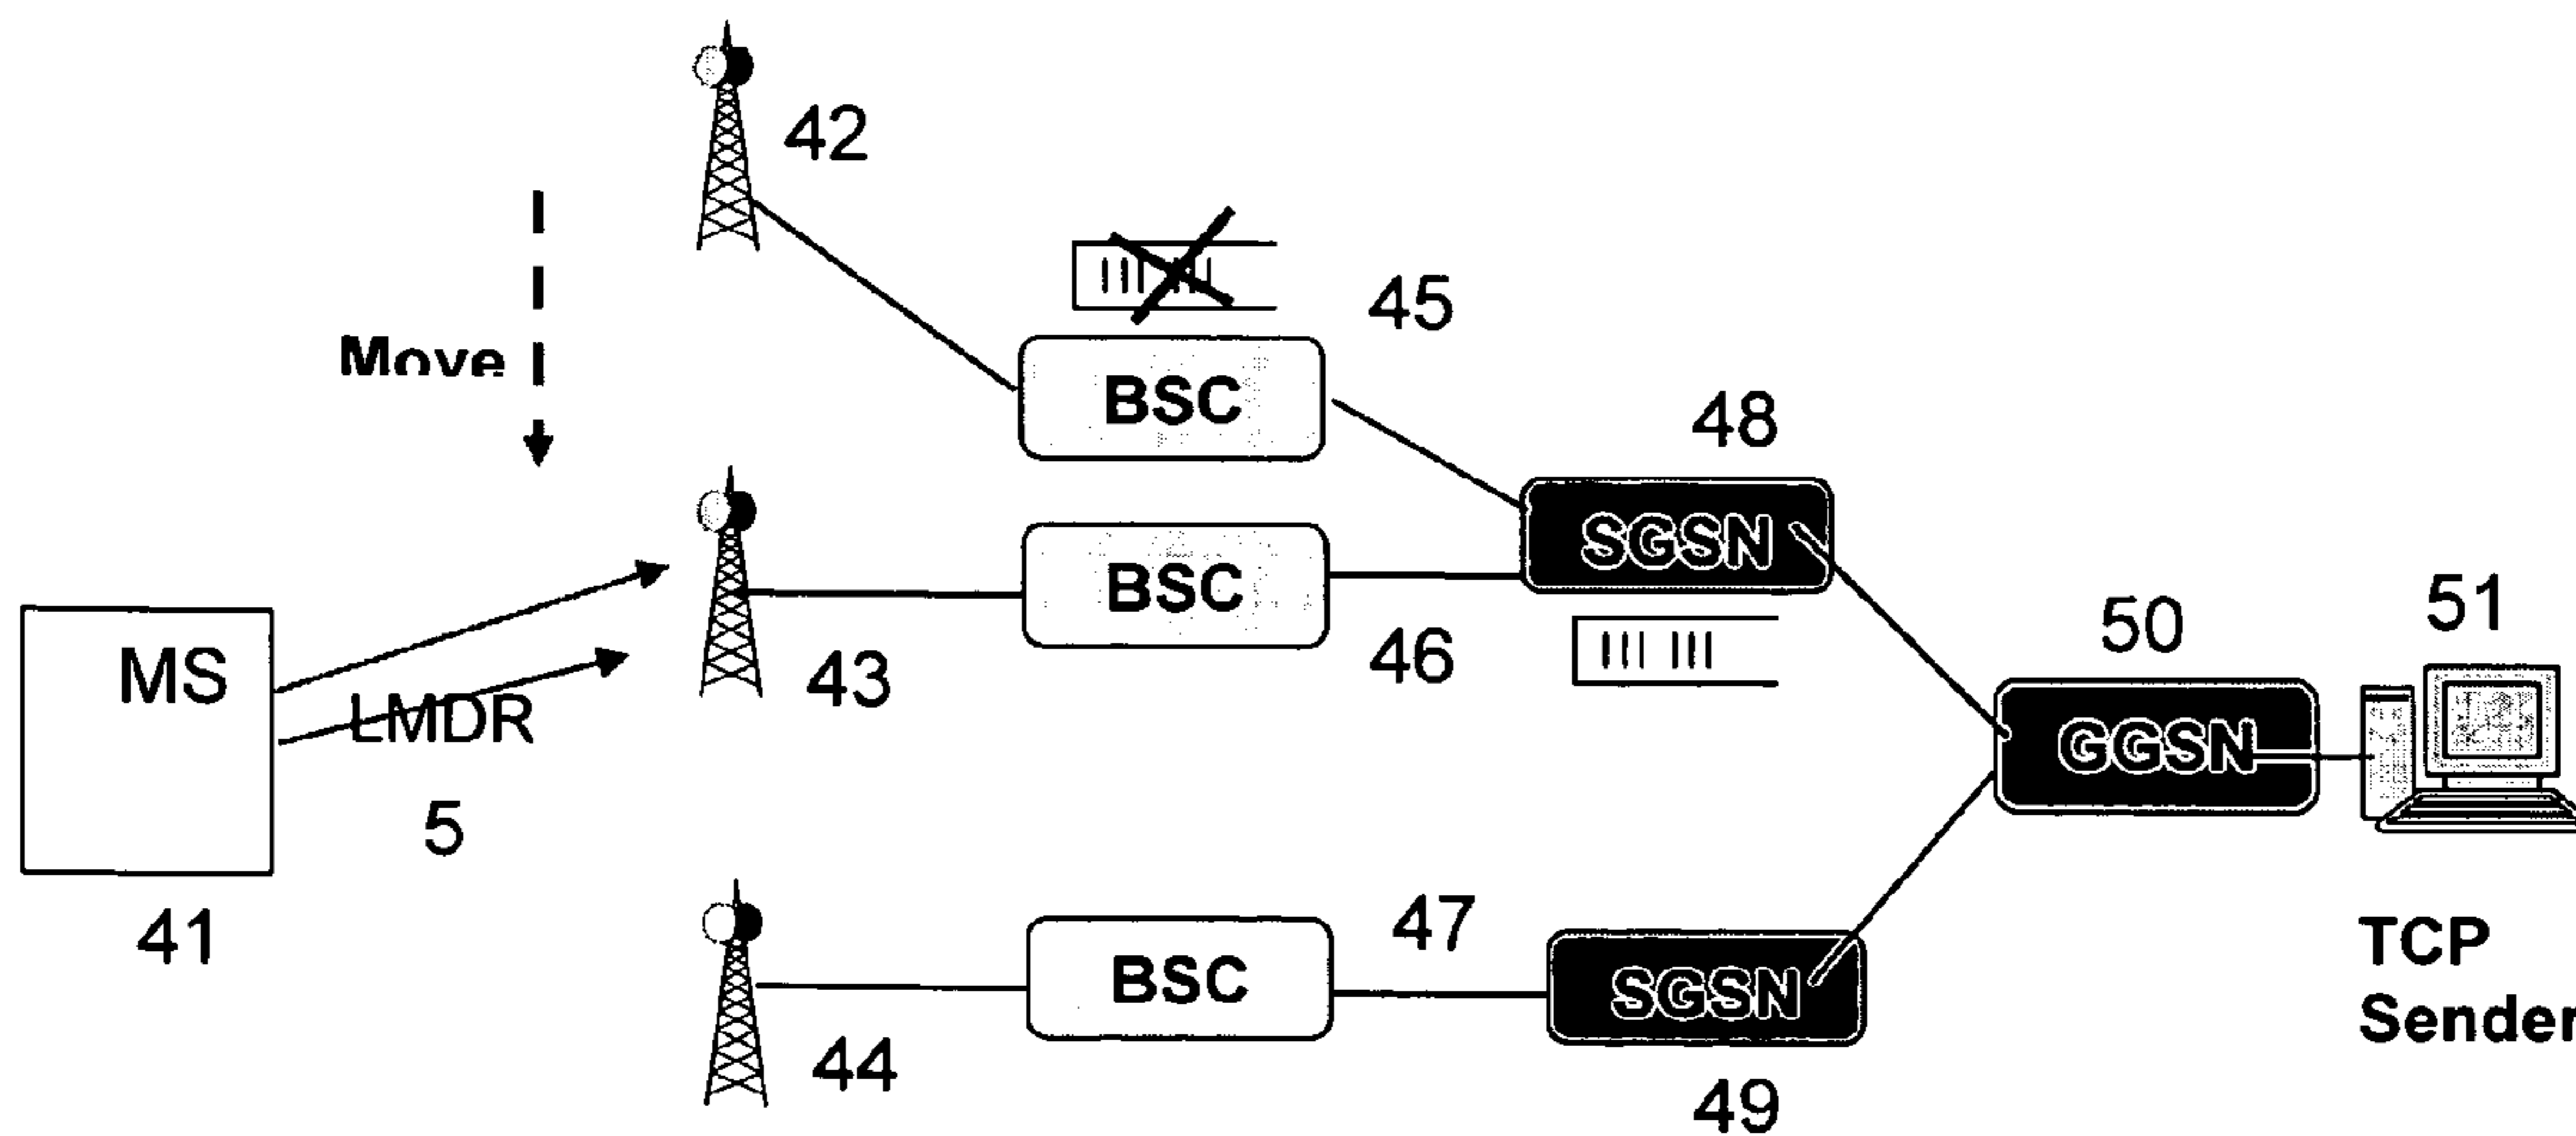 42
45
Move
BSC
48
SGSN
BSC
50
51
MS
43
46
LMDR
GGSN
5
41
47
TCP
Sender
BSC
SGSN
44
49